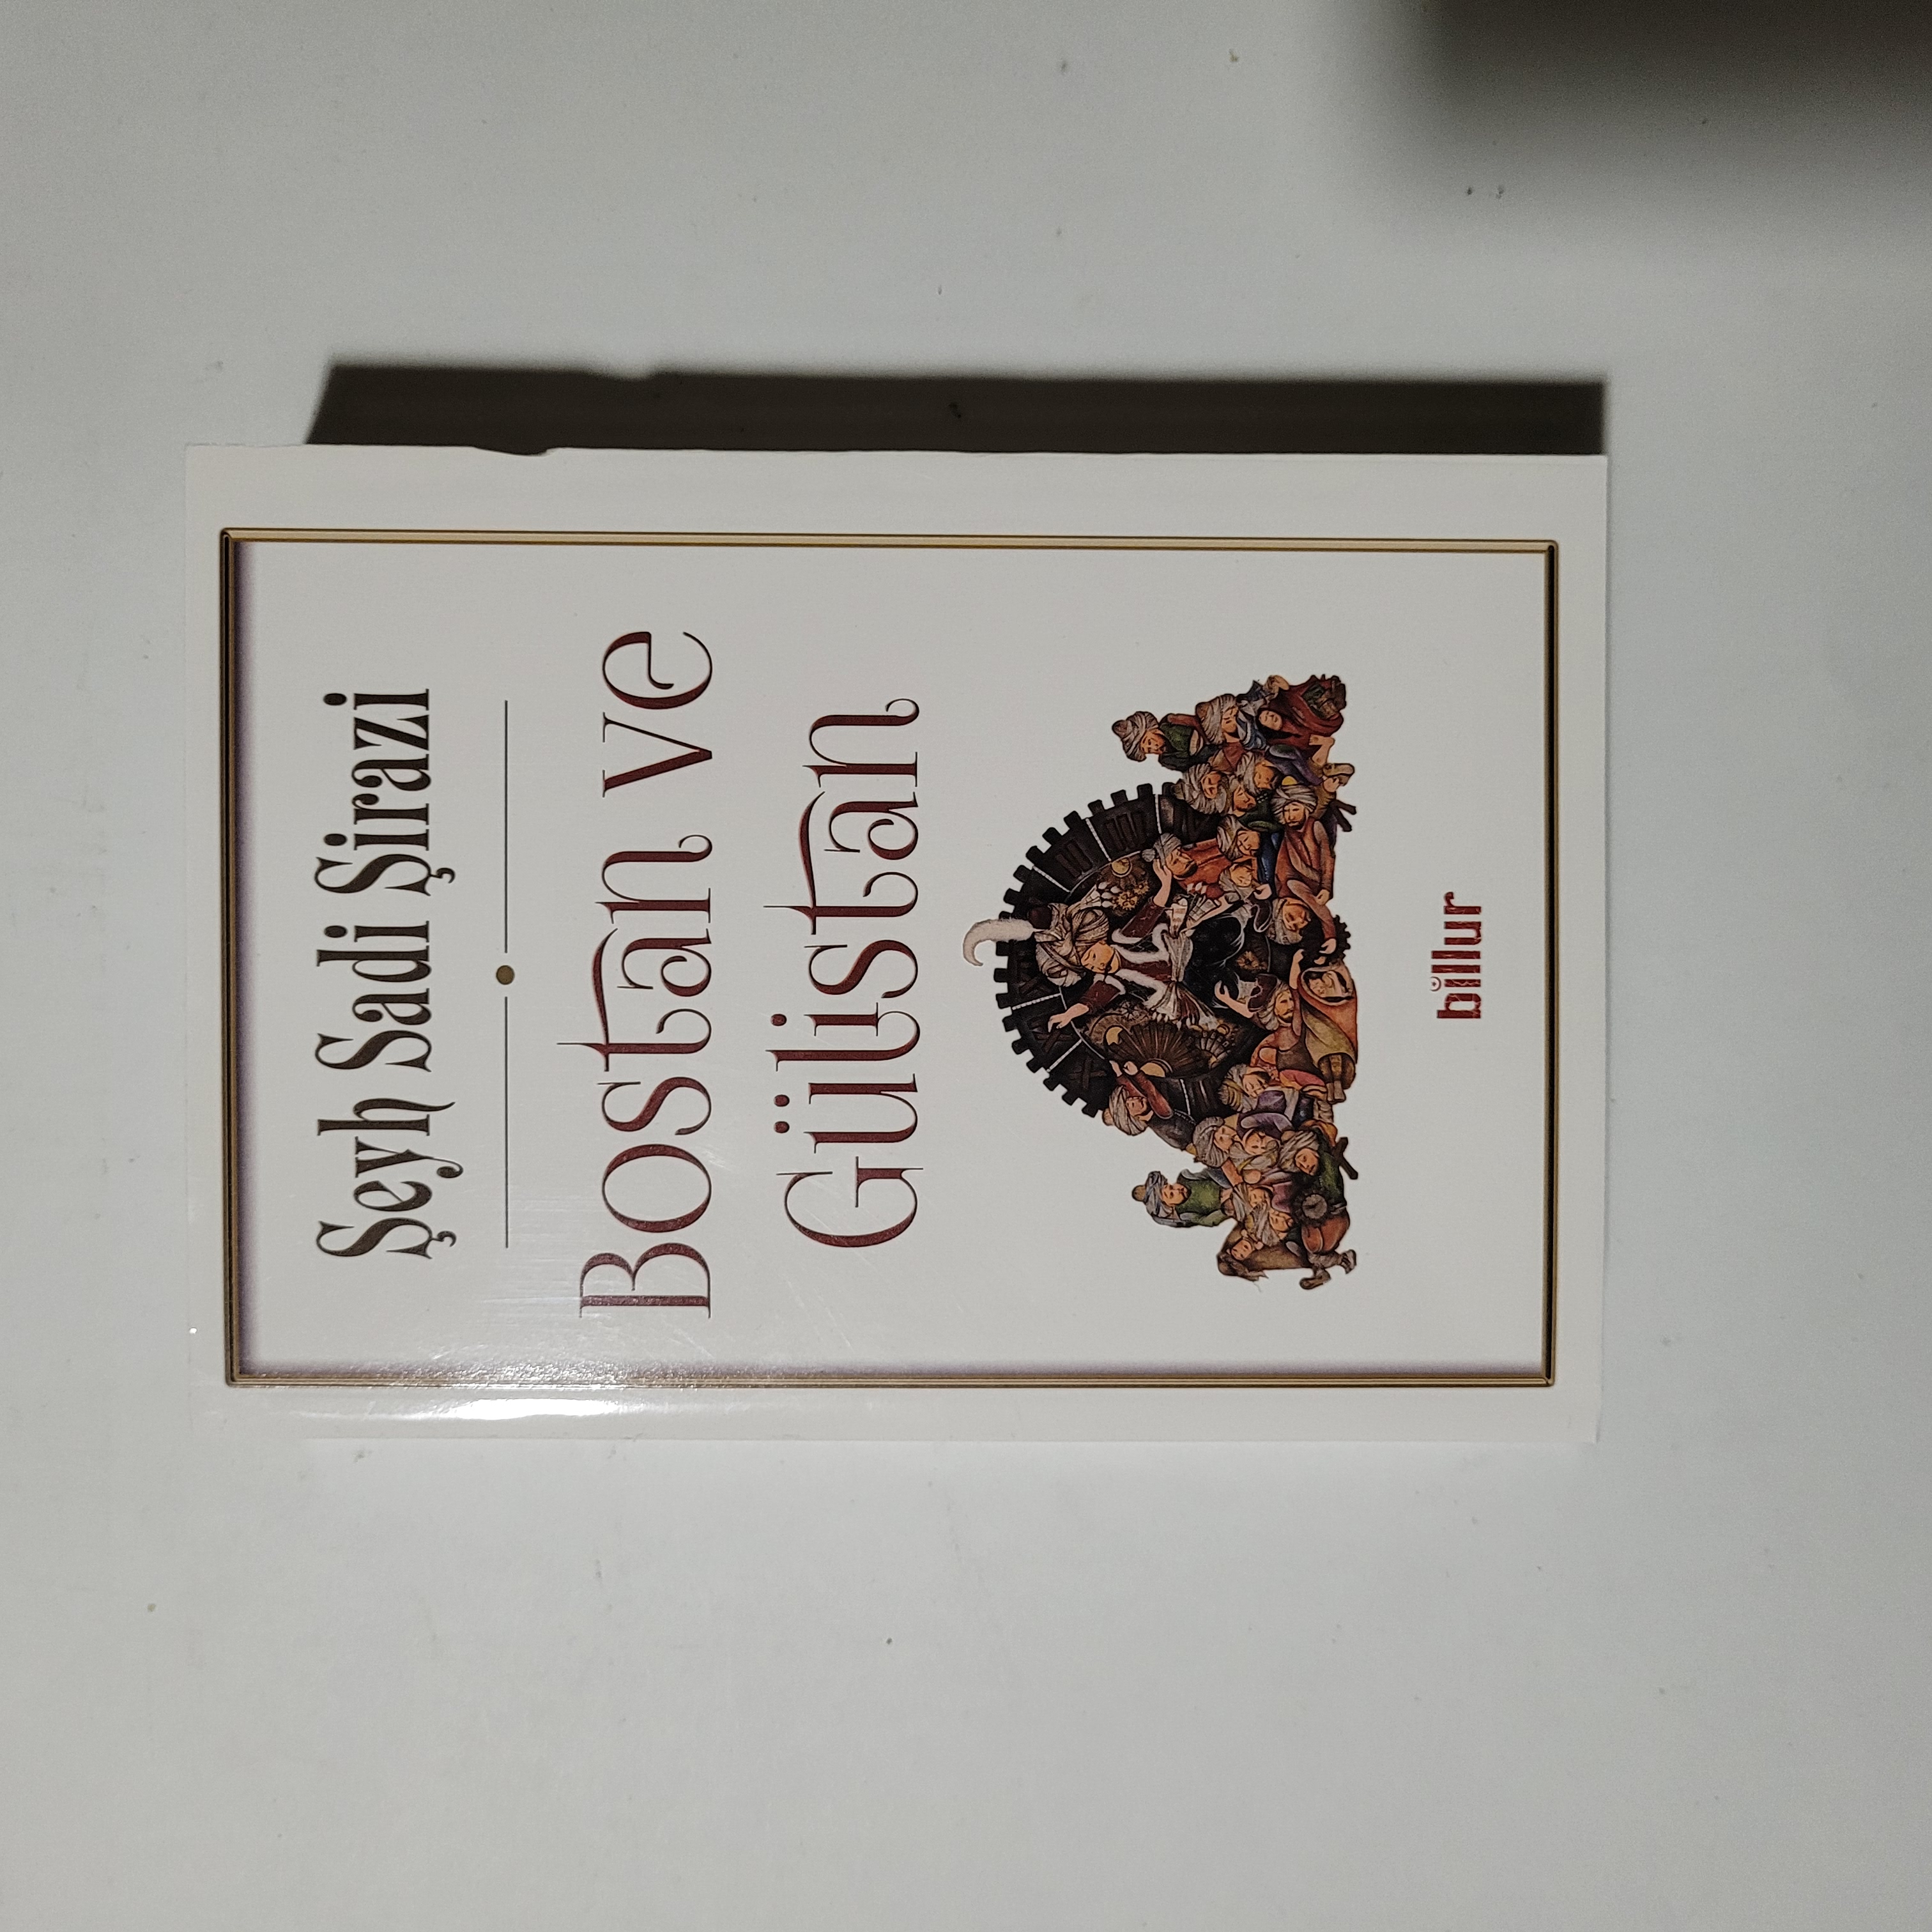 Şeyh Sadi Şirazi
Bostan ve
Gülistan
billur